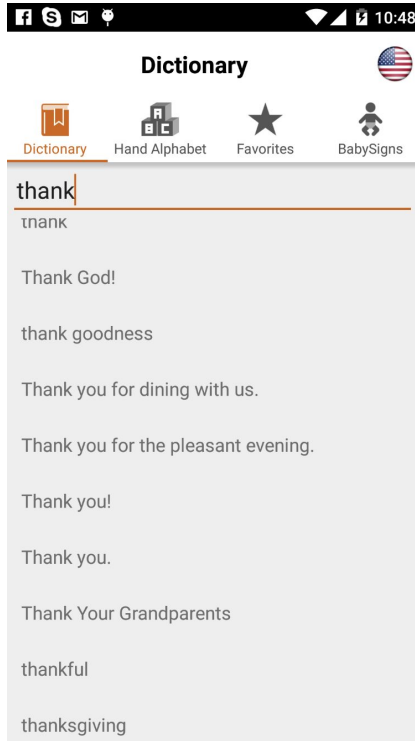 10:48
Dictionary
Dictionary Hand Alphabet Favorites BabySigns
thank
thank
Thank God!
thank goodness
Thank you for dining with us.
Thank you for the pleasant evening.
Thank you!
Thank you.
Thank Your Grandparents
thankful
thanksgiving